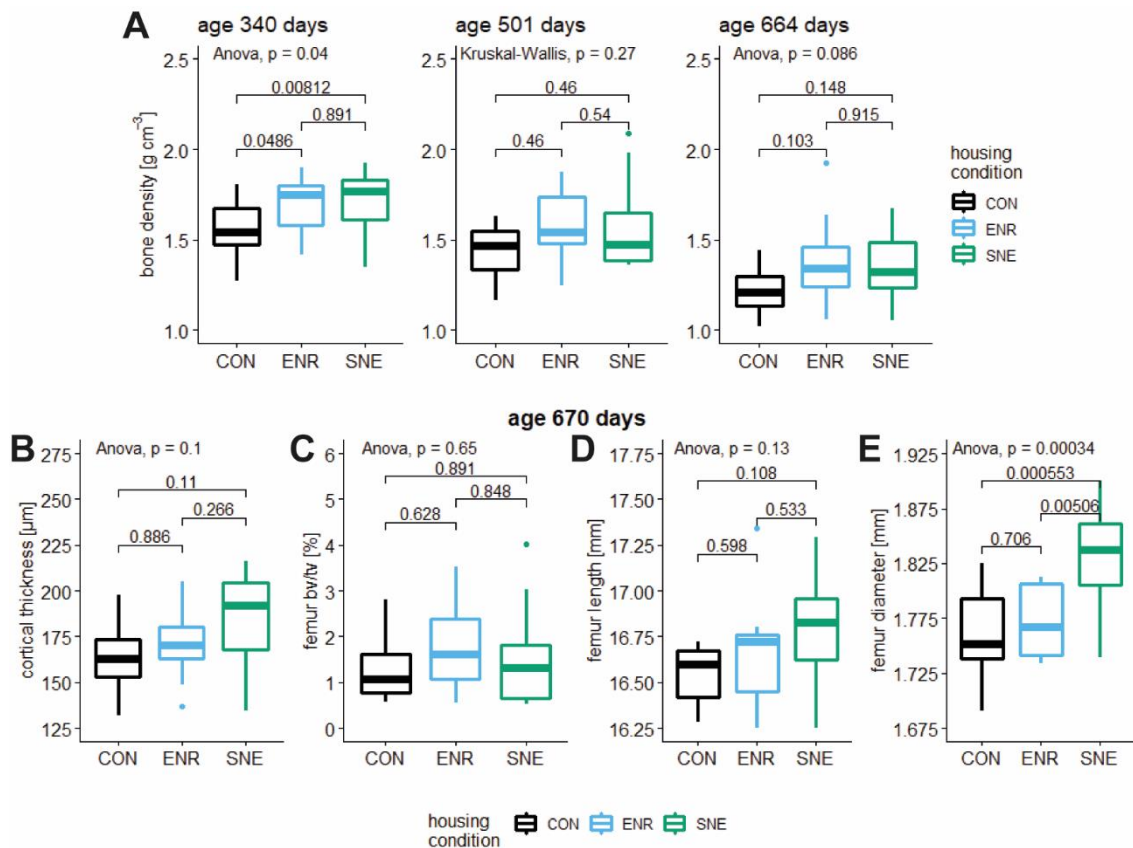 A
age 340 days
age 501 days
age 664 days
Anova, p = 0.04
Kruskal-Wallis, p = 0.27
Anova, p = 0.086
bone density [g cm⁻³]
2.5
2.0
1.5
1.0
0.00812
0.891
0.0486
CON ENR SNE
2.5
2.0
1.5
1.0
0.46
0.54
0.46
CON ENR SNE
2.5
2.0
1.5
1.0
0.148
0.915
0.103
CON ENR SNE
housing
condition
CON
ENR
SNE
age 670 days
B
Anova, p = 0.1
cortical thickness [µm]
275
250
225
200
175
150
125
0.11
0.266
0.886
CON ENR SNE
C
Anova, p = 0.65
femur bv/tv [%]
6
5
4
3
2
1
0
0.891
0.848
0.628
CON ENR SNE
D
Anova, p = 0.13
femur length [mm]
17.75
17.50
17.25
17.00
16.75
16.50
16.25
0.108
0.533
0.598
CON ENR SNE
E
Anova, p = 0.00034
femur diameter [mm]
1.925
1.875
1.825
1.775
1.725
1.675
0.000553
0.00506
0.706
CON ENR SNE
housing
condition
CON ENR SNE